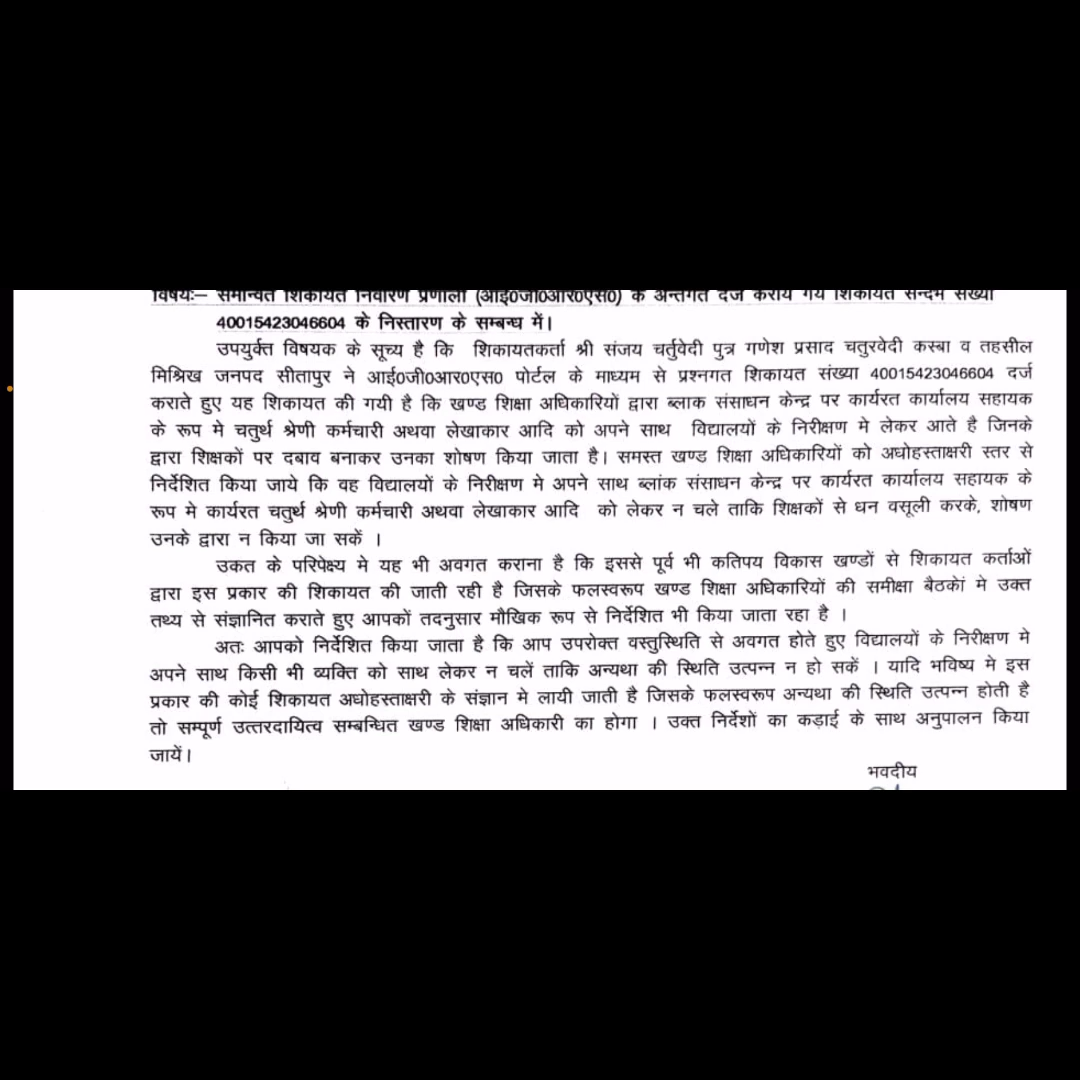 विषयः– समन्वित शिकायत निवारण प्रणाली (आई0जी0आर0एस0) के अन्तर्गत दर्ज कराये गये शिकायत सन्दर्भ संख्या
40015423046604 के निस्तारण के सम्बन्ध में।
उपयुर्क्त विषयक के सूच्य है कि शिकायतकर्ता श्री संजय चर्तुवेदी पुत्र गणेश प्रसाद चतुरवेदी कस्बा व तहसील
मिश्रिख जनपद सीतापुर ने आई0जी0आर0एस0 पोर्टल के माध्यम से प्रश्नगत शिकायत संख्या 40015423046604 दर्ज
कराते हुए यह शिकायत की गयी है कि खण्ड शिक्षा अधिकारियों द्वारा ब्लाक संसाधन केन्द्र पर कार्यरत कार्यालय सहायक
के रूप मे चतुर्थ श्रेणी कर्मचारी अथवा लेखाकार आदि को अपने साथ विद्यालयों के निरीक्षण मे लेकर आते है जिनके
द्वारा शिक्षकों पर दबाव बनाकर उनका शोषण किया जाता है। समस्त खण्ड शिक्षा अधिकारियों को अधोहस्ताक्षरी स्तर से
निर्देशित किया जाये कि वह विद्यालयों के निरीक्षण मे अपने साथ ब्लांक संसाधन केन्द्र पर कार्यरत कार्यालय सहायक के
रूप मे कार्यरत चतुर्थ श्रेणी कर्मचारी अथवा लेखाकार आदि को लेकर न चले ताकि शिक्षकों से धन वसूली करके, शोषण
उनके द्वारा न किया जा सकें ।
उकत के परिपेक्ष्य मे यह भी अवगत कराना है कि इससे पूर्व भी कतिपय विकास खण्डों से शिकायत कर्ताओं
द्वारा इस प्रकार की शिकायत की जाती रही है जिसके फलस्वरूप खण्ड शिक्षा अधिकारियों की समीक्षा बैठकों मे उक्त
तथ्य से संज्ञानित कराते हुए आपकों तदनुसार मौखिक रूप से निर्देशित भी किया जाता रहा है ।
अतः आपको निर्देशित किया जाता है कि आप उपरोक्त वस्तुस्थिति से अवगत होते हुए विद्यालयों के निरीक्षण मे
अपने साथ किसी भी व्यक्ति को साथ लेकर न चलें ताकि अन्यथा की स्थिति उत्पन्न न हो सकें । यादि भविष्य मे इस
प्रकार की कोई शिकायत अधोहस्ताक्षरी के संज्ञान मे लायी जाती है जिसके फलस्वरूप अन्यथा की स्थिति उत्पन्न होती है
तो सम्पूर्ण उत्तरदायित्व सम्बन्धित खण्ड शिक्षा अधिकारी का होगा । उक्त निर्देशों का कड़ाई के साथ अनुपालन किया
जायें।
भवदीय